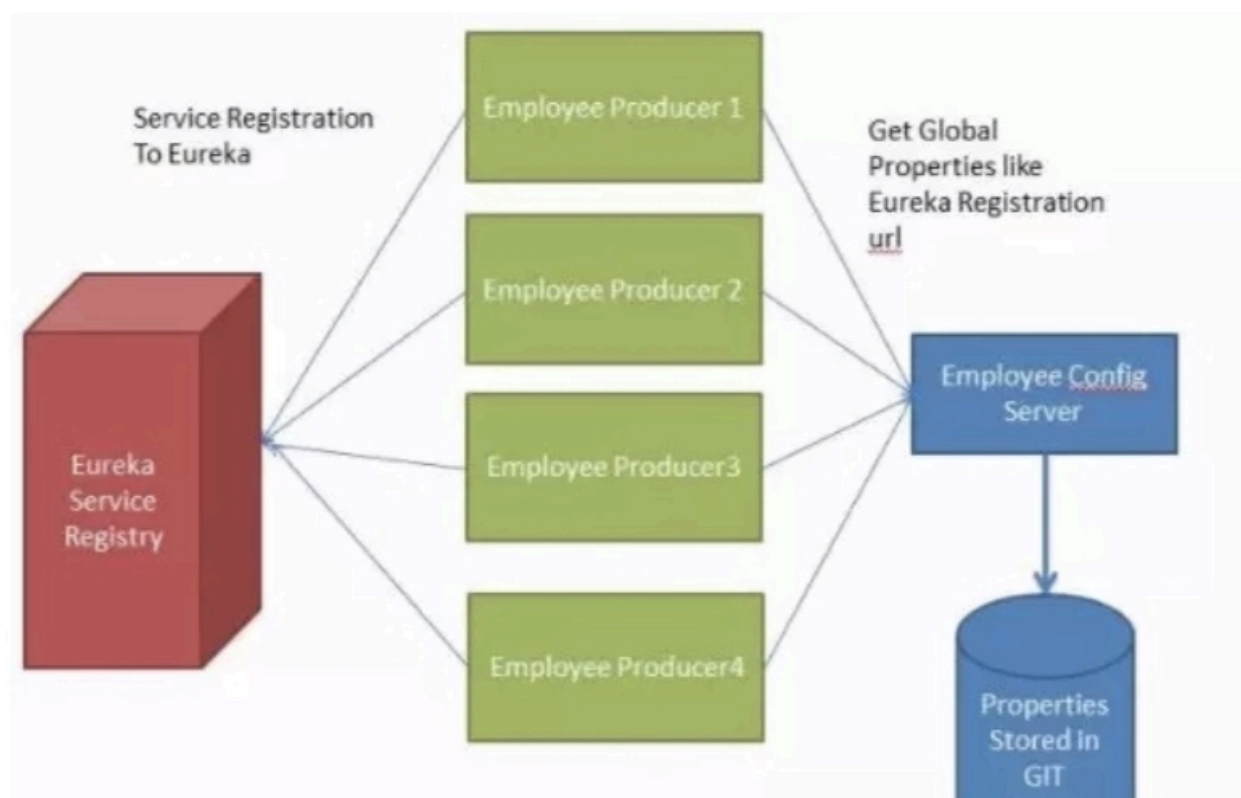 Service Registration
To Eureka
Employee Producer 1
Get Global
Properties like
Eureka Registration
url
Employee Producer 2
Employee Config
Server
Eureka
Service
Registry
Employee Producer3
Employee Producer4
Properties
Stored in
GIT